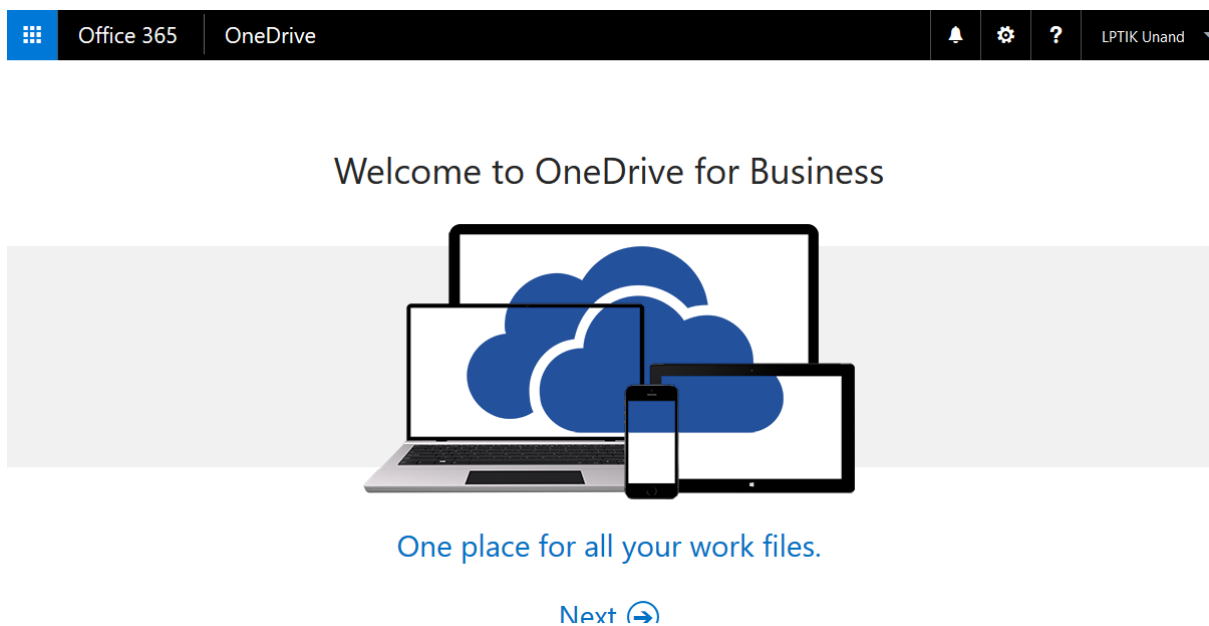 Office 365 OneDrive ? LPTIK Unand
Welcome to OneDrive for Business
One place for all your work files.
Next